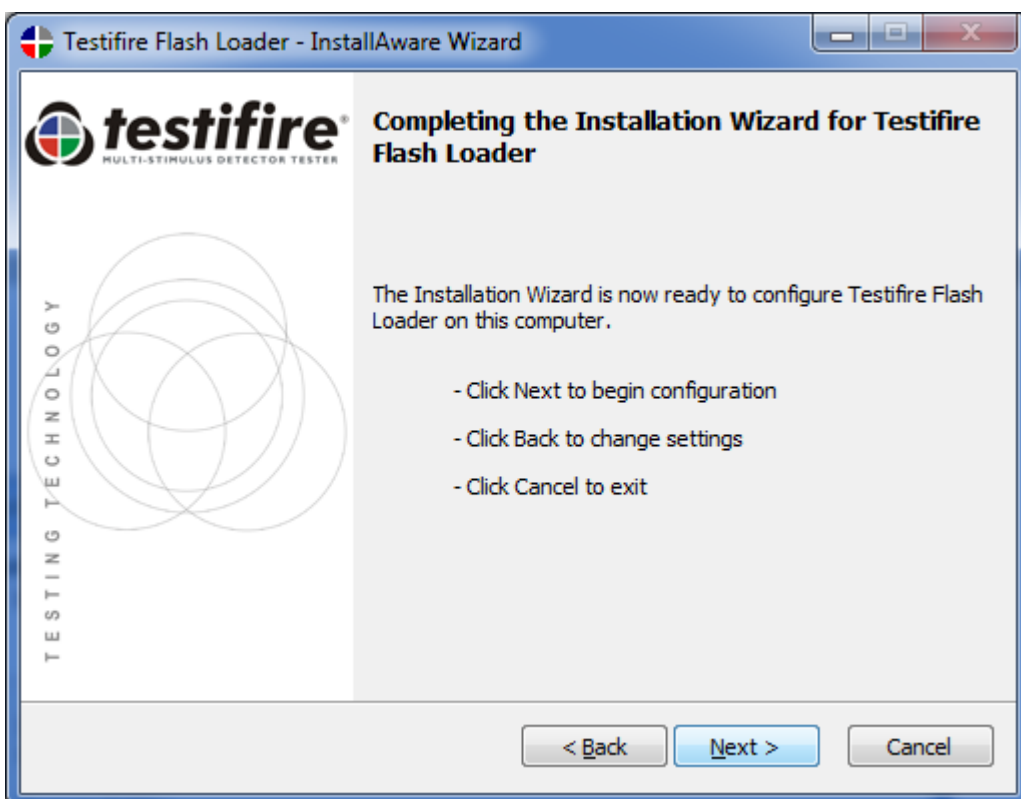 Testifire Flash Loader - InstallAware Wizard
testifire®
MULTI-STIMULUS DETECTOR TESTER
TESTING TECHNOLOGY
Completing the Installation Wizard for Testifire
Flash Loader
The Installation Wizard is now ready to configure Testifire Flash
Loader on this computer.
- Click Next to begin configuration
- Click Back to change settings
- Click Cancel to exit
< Back
Next >
Cancel